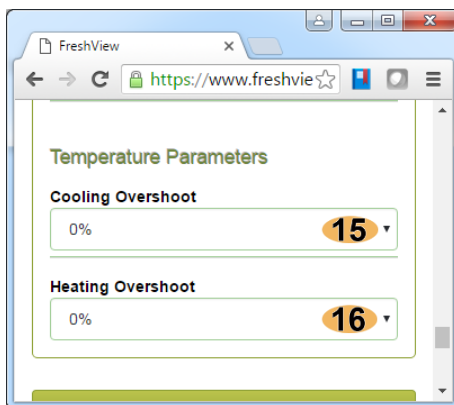 FreshView
https://www.freshvie
Temperature Parameters
Cooling Overshoot
0% 15
Heating Overshoot
0% 16